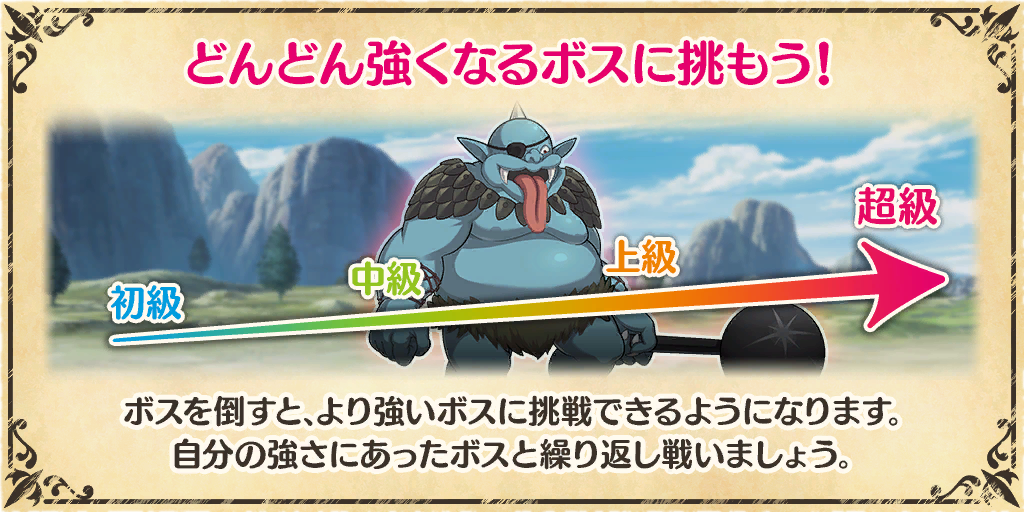 どんどん強くなるボスに挑もう!
超級
上級
中級
初級
ボスを倒すと、より強いボスに挑戦できるようになります。
自分の強さにあったボスと繰り返し戦いましょう。